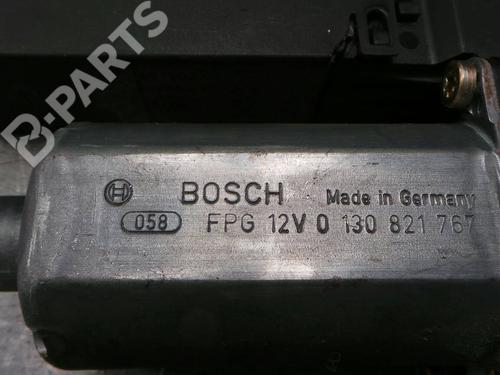 B-PARTS
BOSCH Made in Germany
058 FPG 12V 0 130 821 767